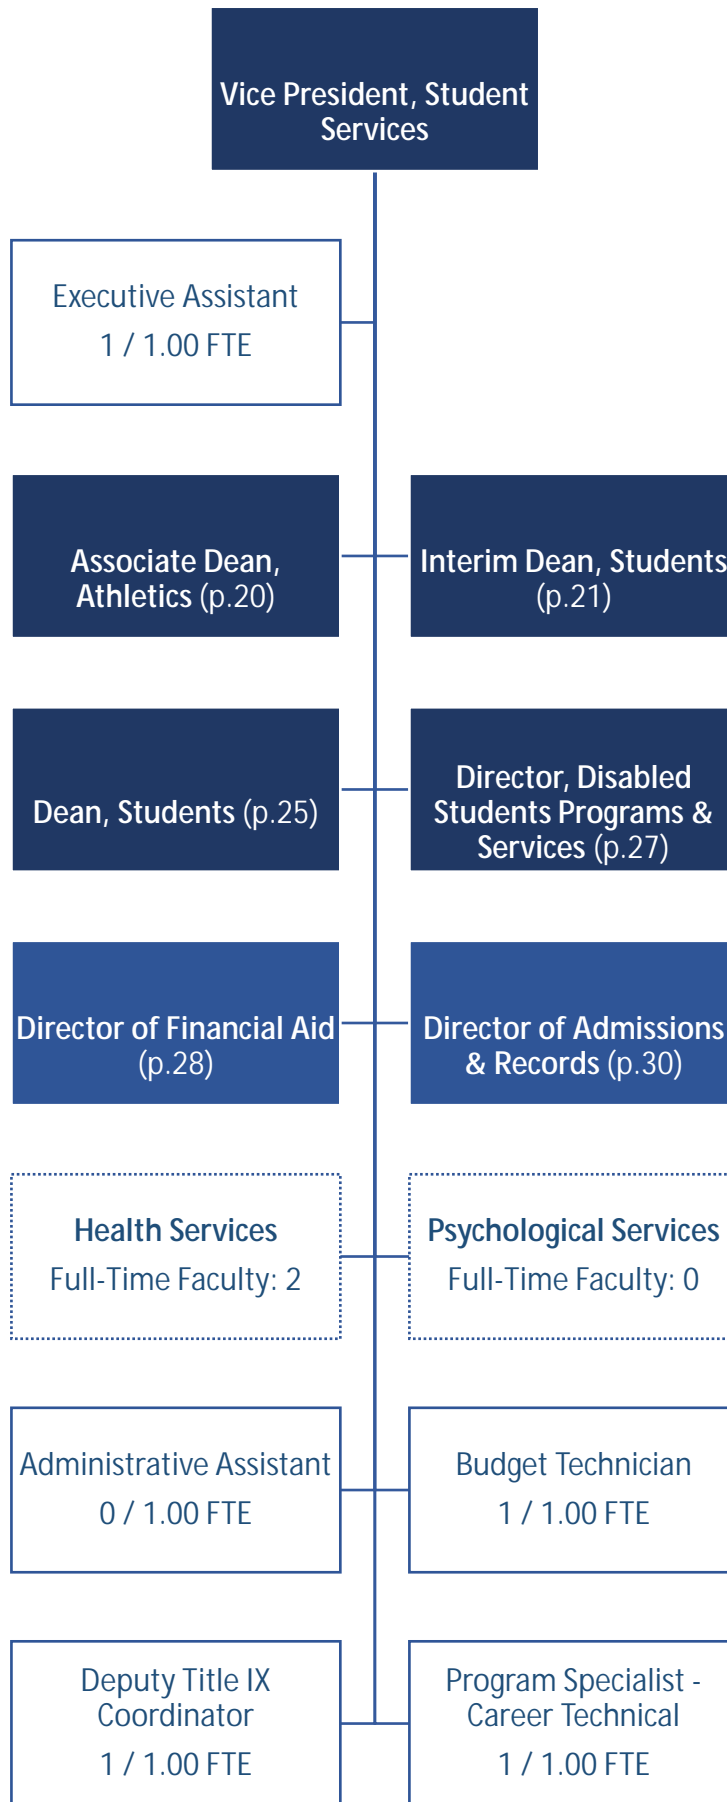 Vice President, Student
Services
Executive Assistant
1 / 1.00 FTE
Associate Dean,
Athletics (p.20)
Interim Dean, Students
(p.21)
Dean, Students (p.25)
Director, Disabled
Students Programs &
Services (p.27)
Director of Financial Aid
(p.28)
Director of Admissions
& Records (p.30)
Health Services
Full-Time Faculty: 2
Psychological Services
Full-Time Faculty: 0
Administrative Assistant
0 / 1.00 FTE
Budget Technician
1 / 1.00 FTE
Deputy Title IX
Coordinator
1 / 1.00 FTE
Program Specialist -
Career Technical
1 / 1.00 FTE